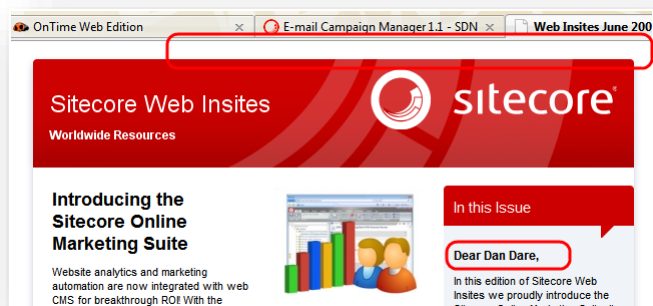 OnTime Web Edition
E-mail Campaign Manager 1.1 - SDN
Web Insites June 200
Sitecore Web Insites
sitecore
Worldwide Resources
Introducing the
Sitecore Online
Marketing Suite
Website analytics and marketing
automation are now integrated with web
CMS for breakthrough ROI! With the
In this Issue
Dear Dan Dare,
In this edition of Sitecore Web
Insites we proudly introduce the